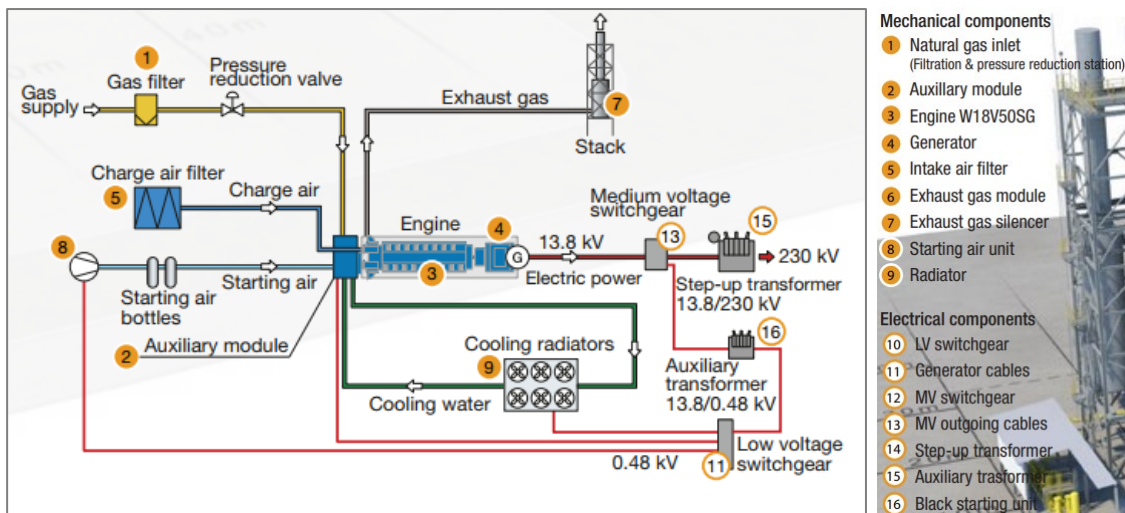 1
Gas filter
Pressure
reduction valve
Gas
supply
Exhaust gas
7
Stack
Charge air filter
5
Charge air
Medium voltage
switchgear
15
Engine
4
13.8 kV
13
230 kV
8
G
3
Electric power
Starting air
Step-up transformer
13.8/230 kV
Starting air
bottles
16
2
Auxiliary module
Cooling radiators
9
Auxiliary
transformer
13.8/0.48 kV
Cooling water
Low voltage
switchgear
0.48 kV
11
Mechanical components
1 Natural gas inlet
(Filtration & pressure reduction station)
2 Auxillary module
3 Engine W18V50SG
4 Generator
5 Intake air filter
6 Exhaust gas module
7 Exhaust gas silencer
8 Starting air unit
9 Radiator
Electrical components
10 LV switchgear
11 Generator cables
12 MV switchgear
13 MV outgoing cables
14 Step-up transformer
15 Auxiliary trasformer
16 Black starting unit